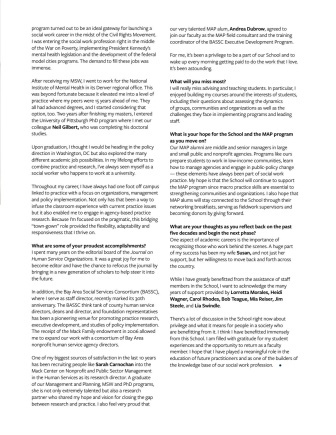 program turned out to be an ideal gateway for launching a
social work career in the midst of the Civil Rights Movement.
I was entering the social work profession right in the middle
of the War on Poverty, implementing President Kennedy's
mental health legislation and the development of the federal
model cities programs. The demand to fill these jobs was
immense.

After receiving my MSW, I went to work for the National
Institute of Mental Health in its Denver regional office. This
was beyond fortunate because it elevated me into a level of
practice where my peers were 15 years ahead of me. They
all had advanced degrees, and I started considering that
option, too. Two years after finishing my masters, I entered
the University of Pittsburgh PhD program where I met our
colleague Neil Gilbert, who was completing his doctoral
studies.

Upon graduation, I thought I would be heading in the policy
direction in Washington, DC but also explored the many
different academic job possibilities. In my lifelong efforts to
combine practice and research, I've always seen myself as a
social worker who happens to work at a university.

Throughout my career, I have always had one foot off campus
linked to practice with a focus on organizations, management
and policy implementation. Not only has that been a way to
infuse the classroom experience with current practice issues
but it also enabled me to engage in agency-based practice
research. Because I'm focused on the pragmatic, this bridging
"town gown" role provided the flexibility, adaptability and
responsiveness that I thrive on.

What are some of your proudest accomplishments?
I spent many years on the editorial board of the Journal on
Human Service Organizations. It was a great joy for me to
become editor and have the chance to refocus the journal by
bringing in a new generation of scholars to help steer it into
the future.

In addition, the Bay Area Social Services Consortium (BASSC),
where I serve as staff director, recently marked its 30th
anniversary. The BASSC think tank of county human service
directors, deans and director, and foundation representatives
has been a pioneering venue for promoting practice research,
executive development, and studies of policy implementation.
The receipt of the Mack Family endowment in 2006 allowed
me to expand our work with a consortium of Bay Area
nonprofit human service agency directors.

One of my biggest sources of satisfaction in the last 10 years
has been recruiting people like Sarah Carnochan into the
Mack Center on Nonprofit and Public Sector Management
in the Human Services as its research director. A graduate
of our Management and Planning, MSW and PhD programs,
she is not only extremely talented but also a research
partner who shared my hope and vision for closing the gap
between research and practice. I also feel very proud that
our very talented MAP alum, Andrea Dubrow, agreed to
join our faculty as the MAP field consultant and the training
coordinator of the BASSC Executive Development Program.

For me, it's been a privilege to be a part of our School and to
wake up every morning getting paid to do the work that I love.
It's been astounding.

What will you miss most?
I will really miss advising and teaching students. In particular, I
enjoyed building my courses around the interests of students,
including their questions about assessing the dynamics
of groups, communities and organizations as well as the
challenges they face in implementing programs and leading
staff.

What is your hope for the School and the MAP program
as you move on?
Our MAP alumni are middle and senior managers in large
and small public and nonprofit agencies. Programs like ours
prepare students to work in low-income communities, learn
how to manage agencies and engage in public policy change
— these elements have always been part of social work
practice. My hope is that the School will continue to support
the MAP program since macro practice skills are essential to
strengthening communities and organizations. I also hope that
MAP alums will stay connected to the School through their
networking breakfasts, serving as fieldwork supervisors and
becoming donors by giving forward.

What are your thoughts as you reflect back on the past
five decades and begin the next phase?
One aspect of academic careers is the importance of
recognizing those who work behind the scenes. A huge part
of my success has been my wife Susan, and not just her
support, but her willingness to move back and forth across
the country.

While I have greatly benefited from the assistance of staff
members in the School, I want to acknowledge the many
years of support provided by Lorretta Morales, Heidi
Wagner, Carol Rhodes, Bob Teague, Mia Reiser, Jim
Steele, and Lia Swindle.

There's a lot of discussion in the School right now about
privilege and what it means for people in a society who
are benefiting from it. I think I have benefited immensely
from this School. I am filled with gratitude for my student
experiences and the opportunity to return as a faculty
member. I hope that I have played a meaningful role in the
education of future practitioners and as one of the builders of
the knowledge base of our social work profession.